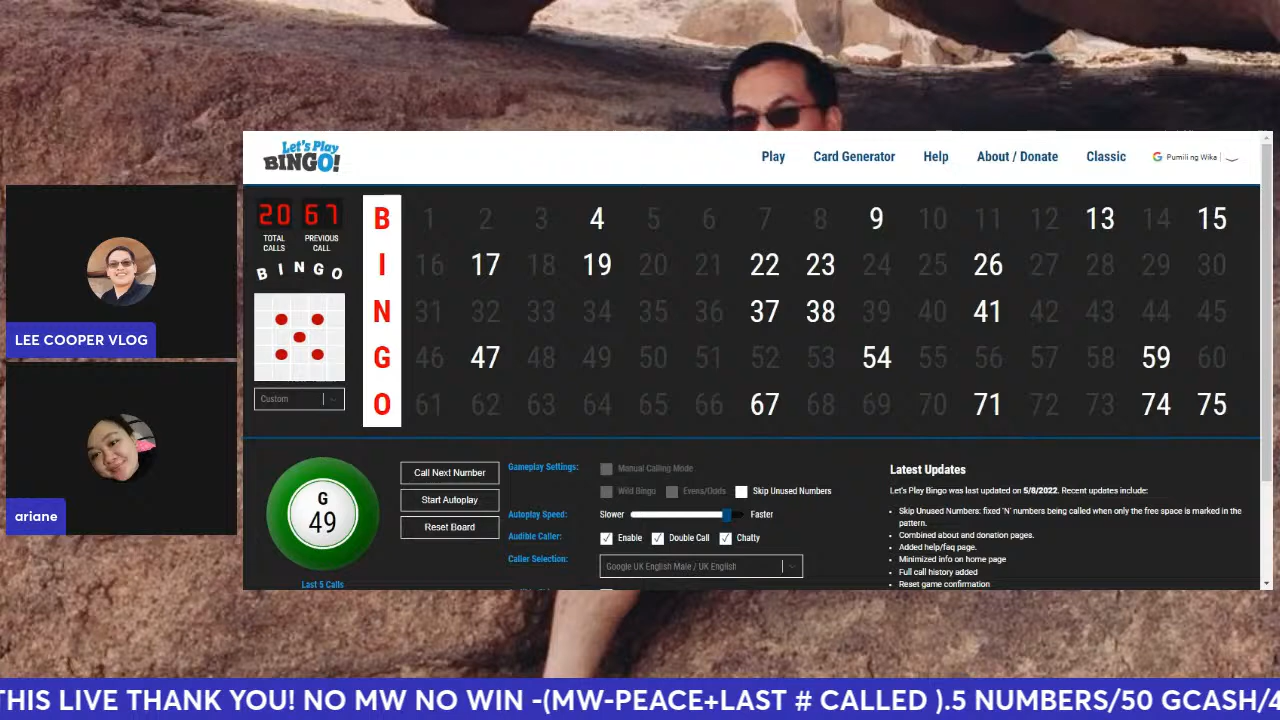 Let's Play
BINGO!
Play Card Generator Help About / Donate Classic Pumili ng Wika
20 67
TOTAL CALLS PREVIOUS CALL
BINGO
Custom
B 1 2 3 4 5 6 7 8 9 10 11 12 13 14 15
I 16 17 18 19 20 21 22 23 24 25 26 27 28 29 30
N 31 32 33 34 35 36 37 38 39 40 41 42 43 44 45
G 46 47 48 49 50 51 52 53 54 55 56 57 58 59 60
O 61 62 63 64 65 66 67 68 69 70 71 72 73 74 75
LEE COOPER VLOG
ariane
G
49
Last 5 Calls
Call Next Number
Start Autoplay
Reset Board
Gameplay Settings: Manual Calling Mode
Wild Bingo Evens/Odds Skip Unused Numbers
Autoplay Speed: Slower Faster
Audible Caller: Enable Double Call Chatty
Caller Selection: Google UK English Male / UK English
Latest Updates
Let's Play Bingo was last updated on 5/8/2022. Recent updates include:
Skip Unused Numbers: fixed 'N' numbers being called when only the free space is marked in the
pattern.
Combined about and donation pages.
Added help/faq page.
Minimized info on home page
Full call history added
Reset game confirmation
THIS LIVE THANK YOU! NO MW NO WIN -(MW-PEACE+LAST # CALLED ).5 NUMBERS/50 GCASH/4